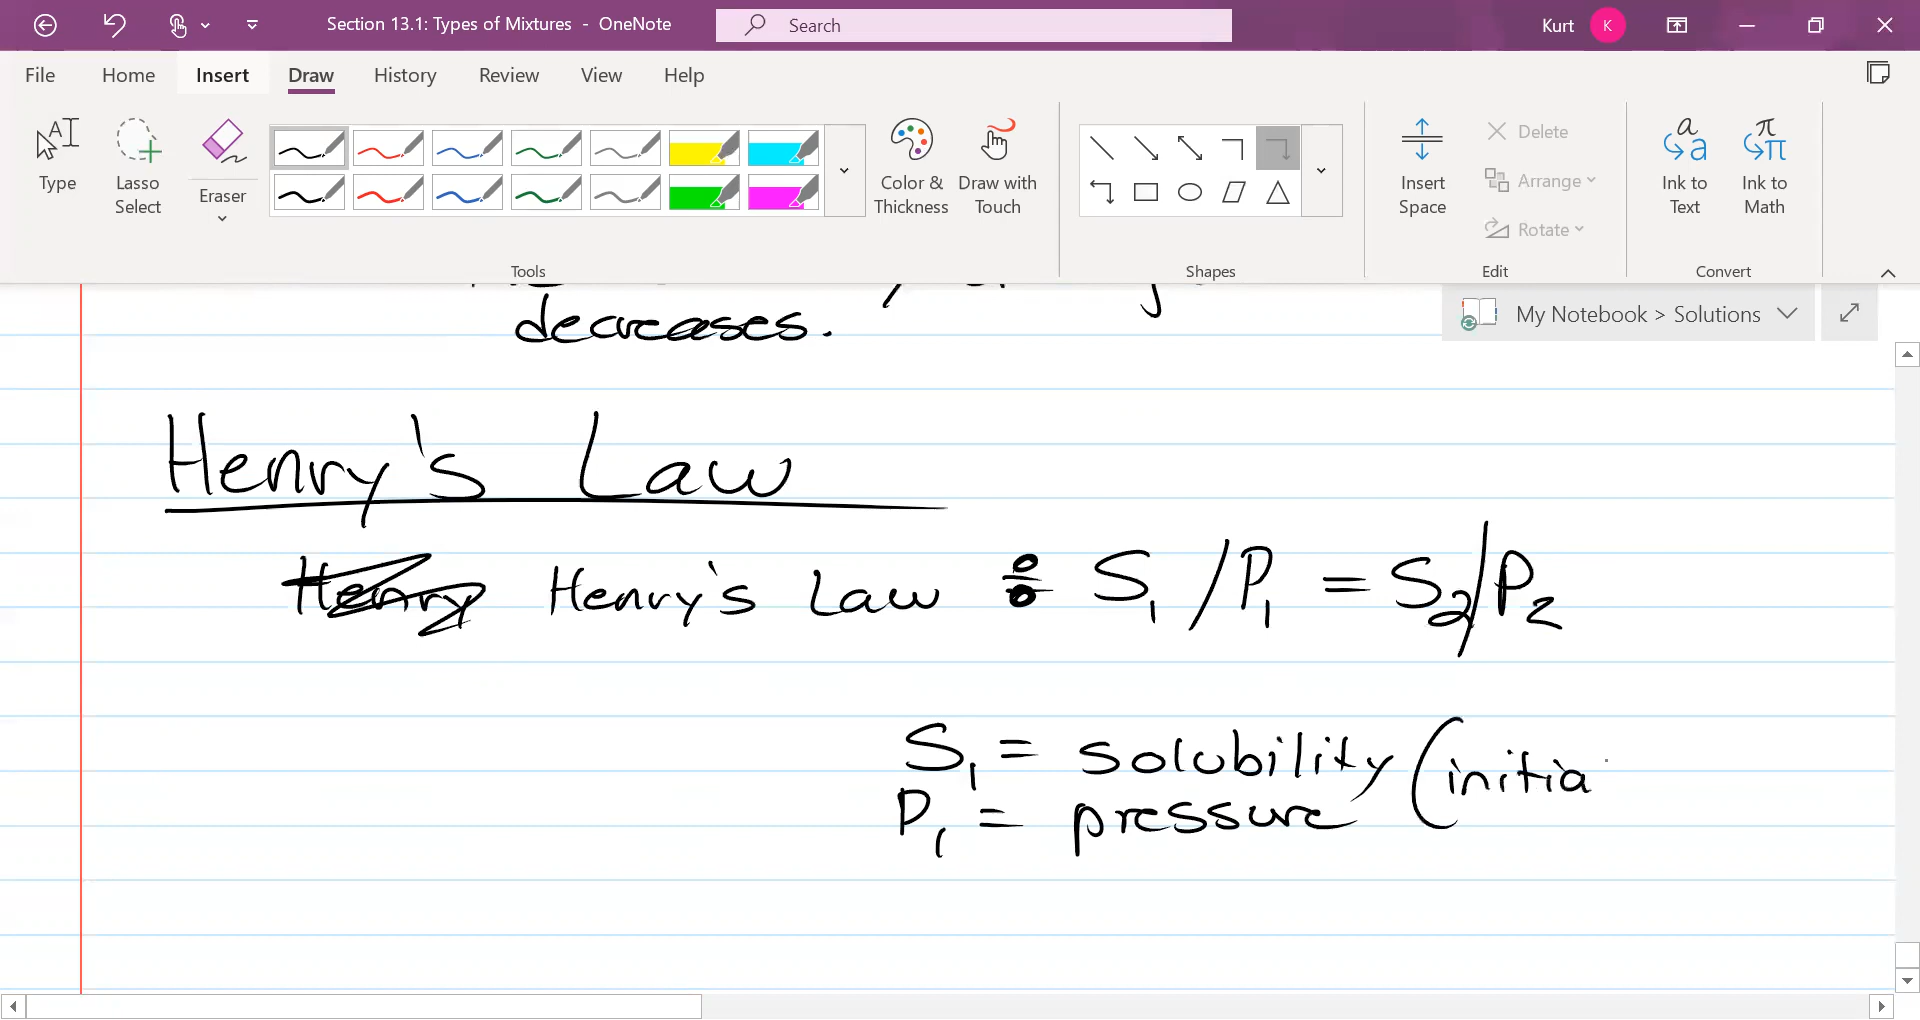 Section 13.1: Types of Mixtures - OneNote
Search
Kurt K
File Home Insert Draw History Review View Help
Type
Lasso Select
Eraser
Color & Thickness
Draw with Touch
Insert Space
Delete
Arrange
Rotate
Ink to Text
Ink to Math
Tools Shapes Edit Convert
My Notebook > Solutions
decreases.
Henry's Law
Henry Henry's Law : S1 / P1 = S2 / P2
S1 = solubility (initia
P1 = pressure